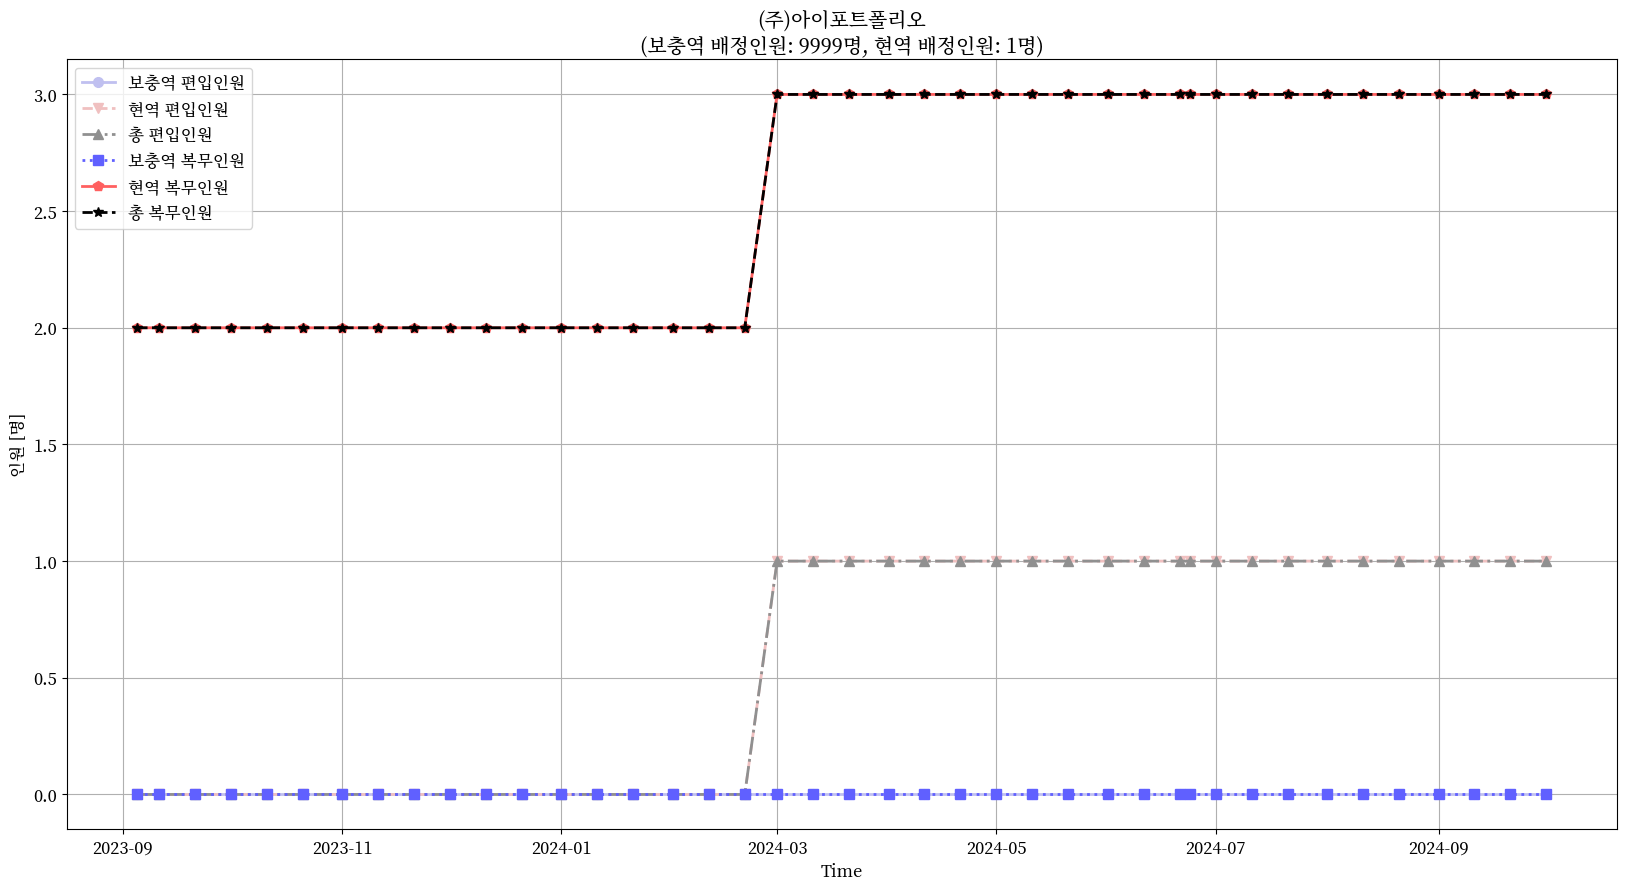 (주)아이포트폴리오
(보충역 배정인원: 9999명, 현역 배정인원: 1명)
보충역 편입인원
현역 편입인원
총 편입인원
보충역 복무인원
현역 복무인원
총 복무인원
3.0
2.5
2.0
1.5
1.0
0.5
0.0
인원 [명]
2023-09
2023-11
2024-01
2024-03
2024-05
2024-07
2024-09
Time